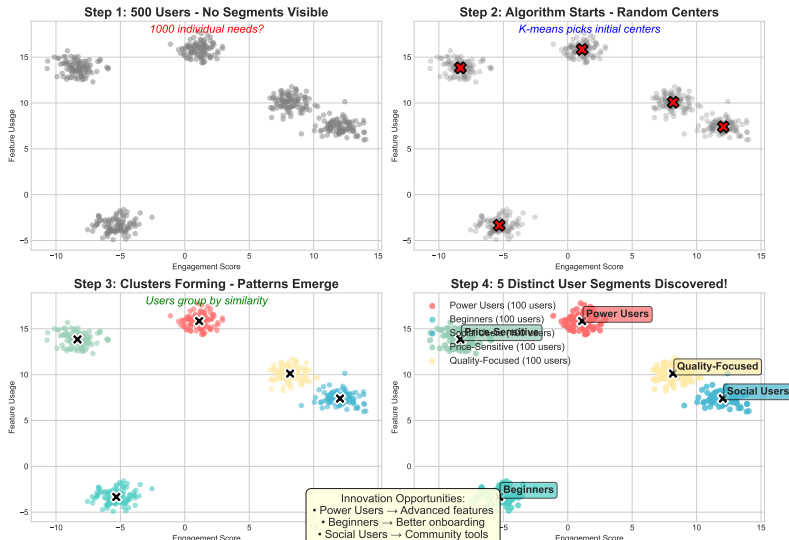 Step 1: 500 Users - No Segments Visible
1000 individual needs?
15
10
5
0
−5
Feature Usage
−10
−5
0
5
10
15
Engagement Score
Step 2: Algorithm Starts - Random Centers
K-means picks initial centers
15
10
5
0
−5
Feature Usage
−10
−5
0
5
10
15
Engagement Score
Step 3: Clusters Forming - Patterns Emerge
Users group by similarity
15
10
5
0
−5
Feature Usage
−10
−5
0
5
10
15
Engagement Score
Step 4: 5 Distinct User Segments Discovered!
Power Users (100 users)
Beginners (100 users)
Price-Sensitive (100 users)
Quality-Focused (100 users)
Power Users
Price-Sensitive
Quality-Focused
Social Users
Beginners
15
10
5
0
−5
Feature Usage
−5
0
5
10
15
Engagement Score
Innovation Opportunities:
• Power Users → Advanced features
• Beginners → Better onboarding
• Social Users → Community tools